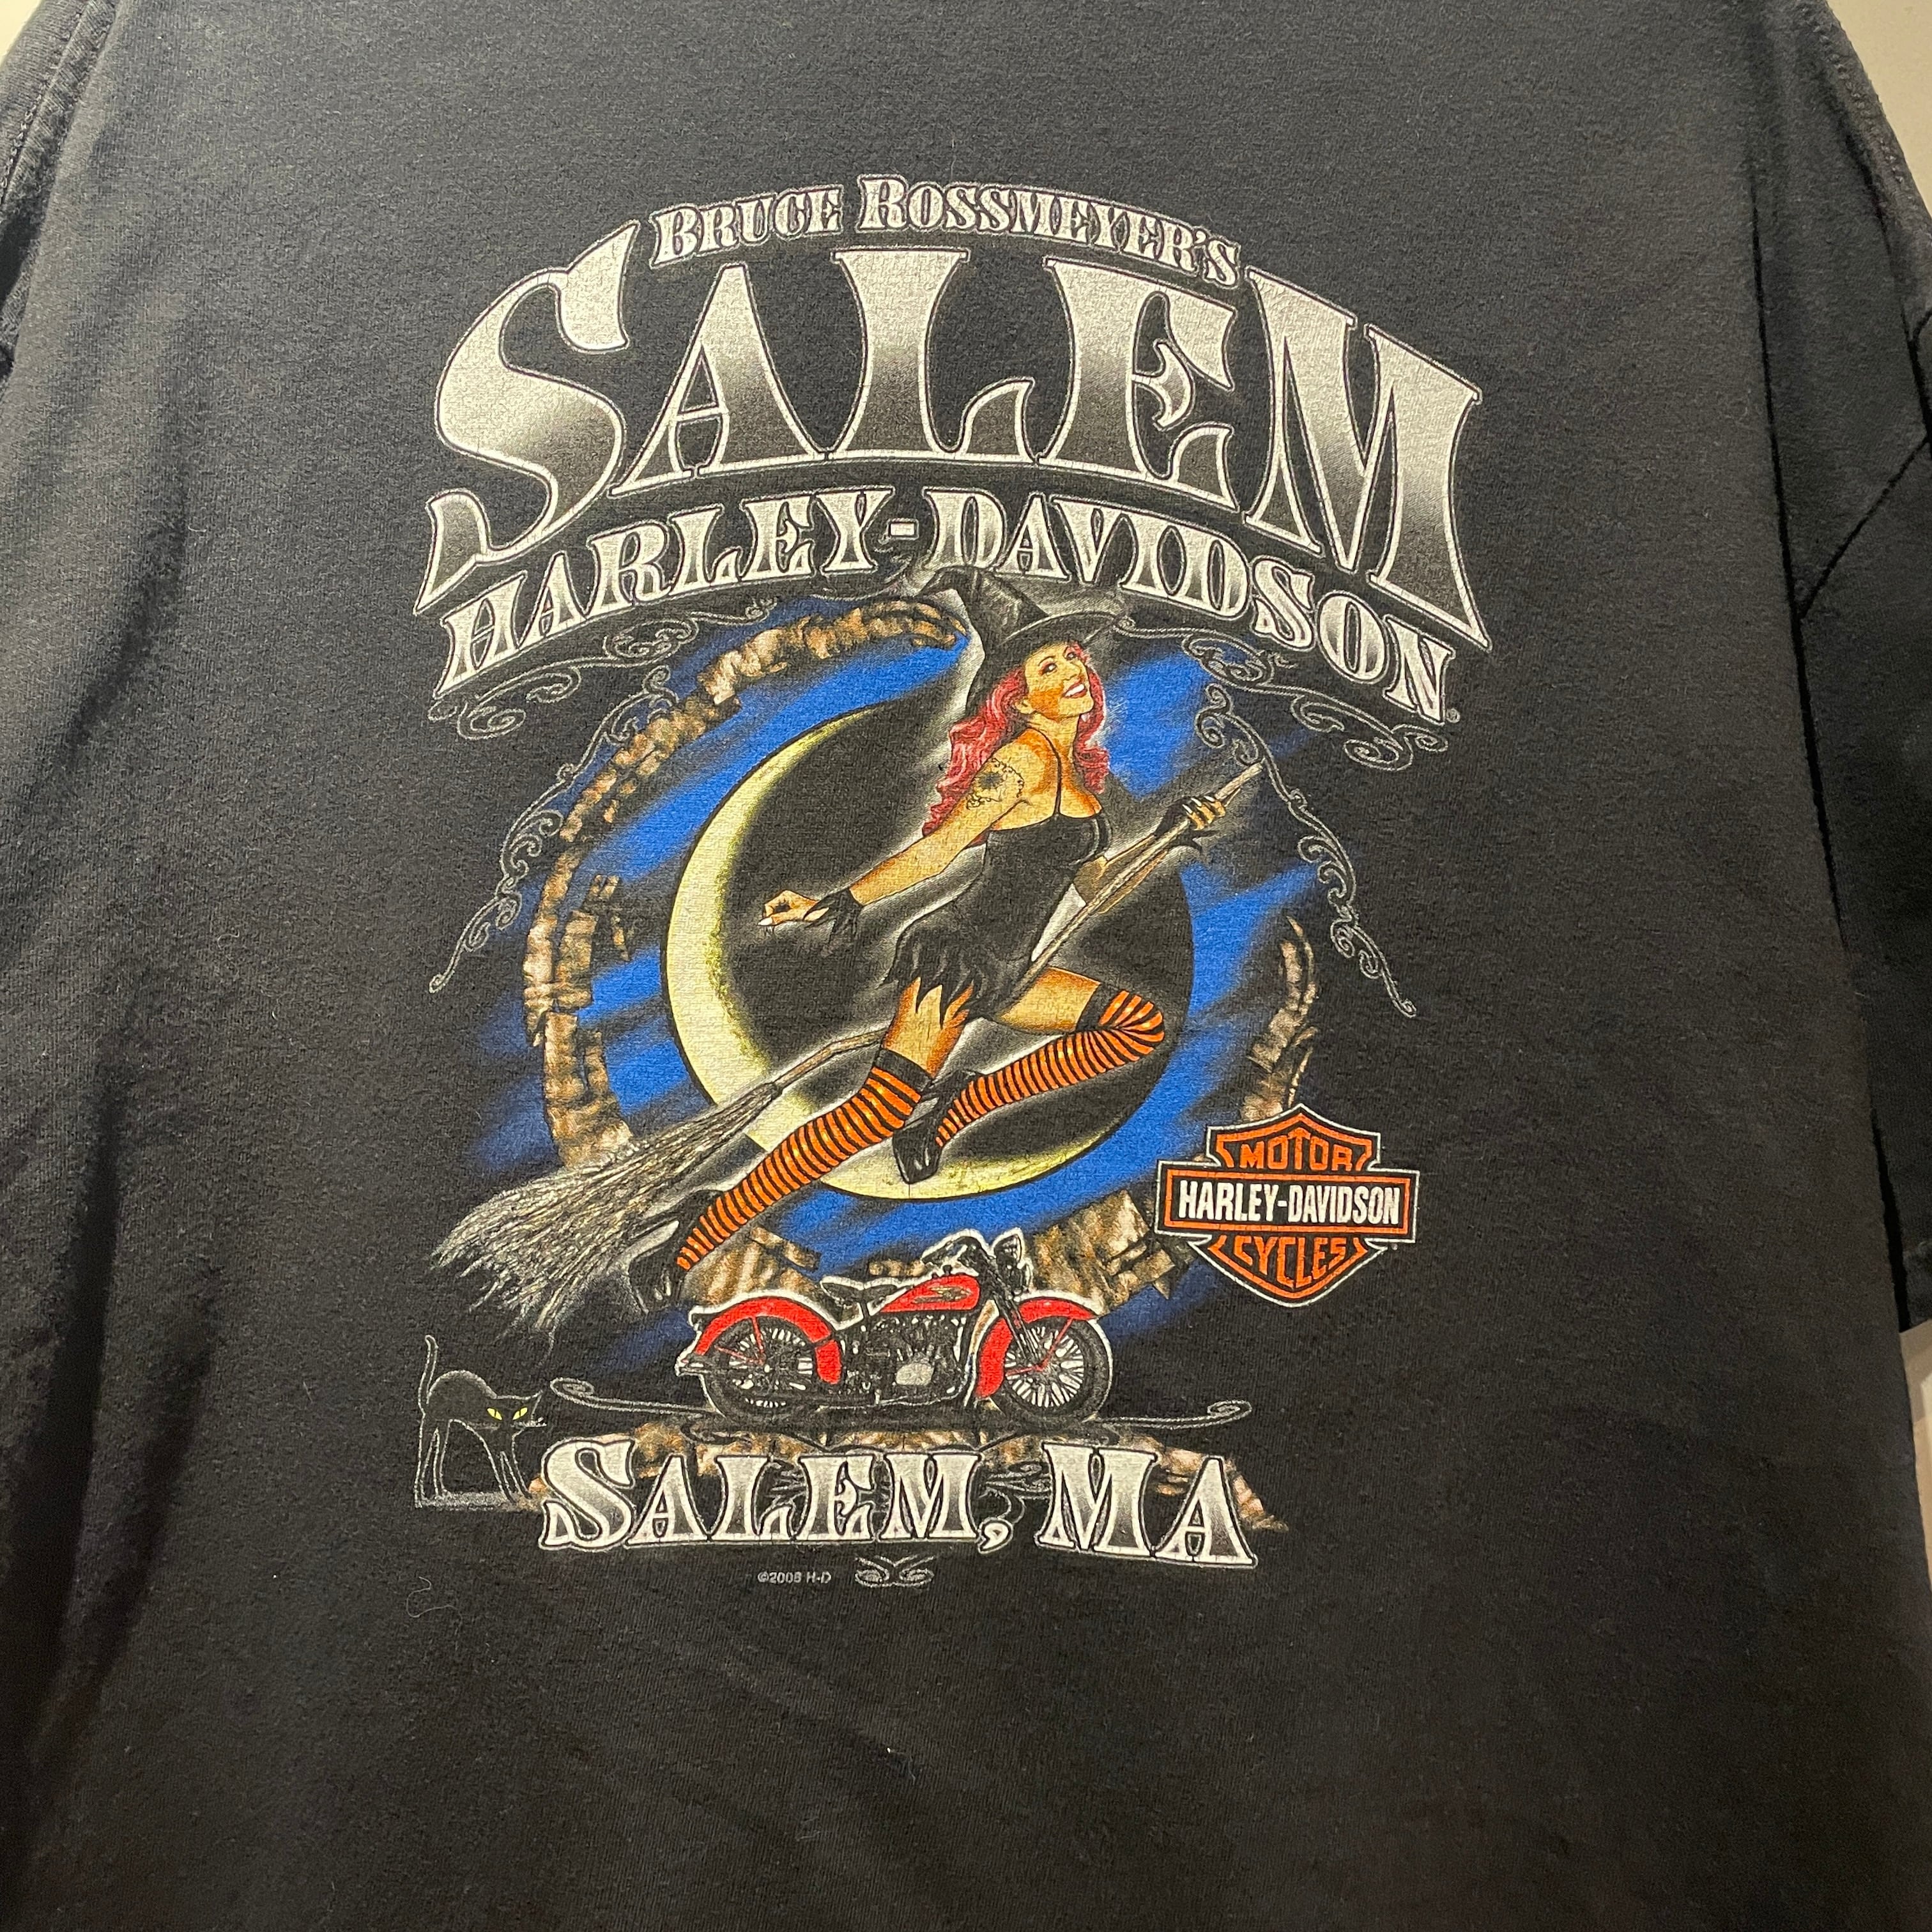 BRUCE ROSSMEYER'S
SALEM
HARLEY-DAVIDSON®
MOTOR
HARLEY-DAVIDSON
CYCLES
SALEM, MA
©2008 H-D